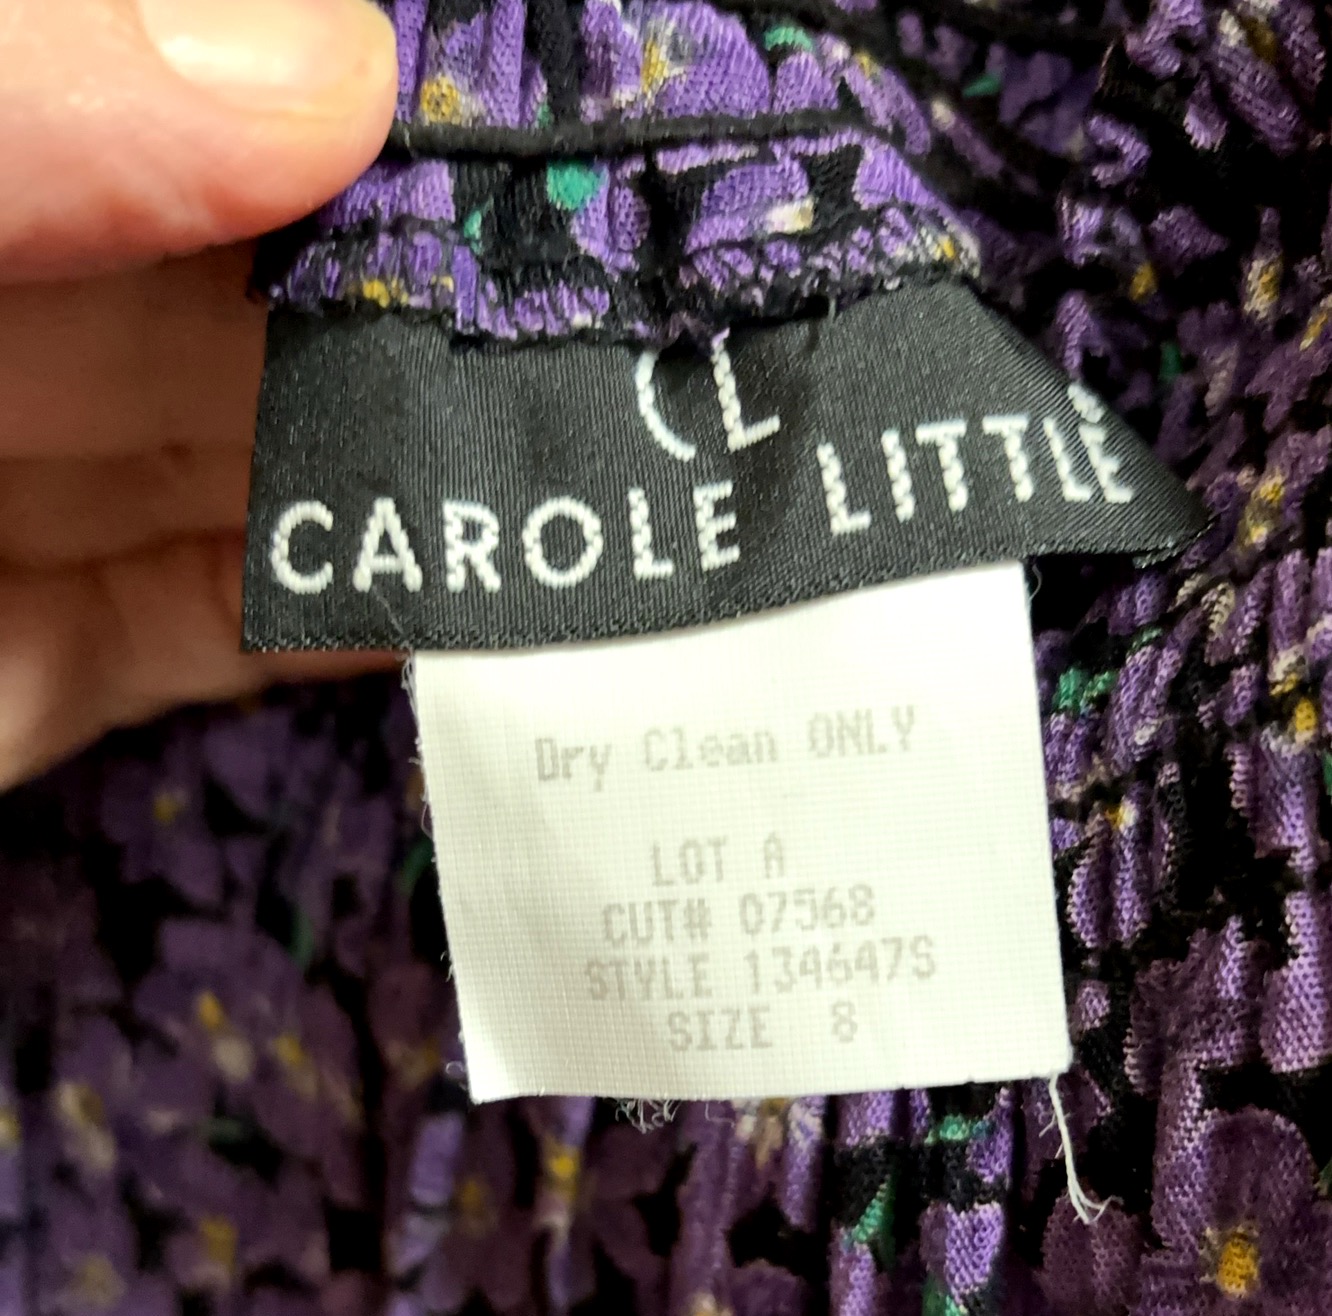 CL
CAROLE LITTLE
Dry Clean ONLY
LOT A
CUT# 07568
STYLE 134647S
SIZE 8